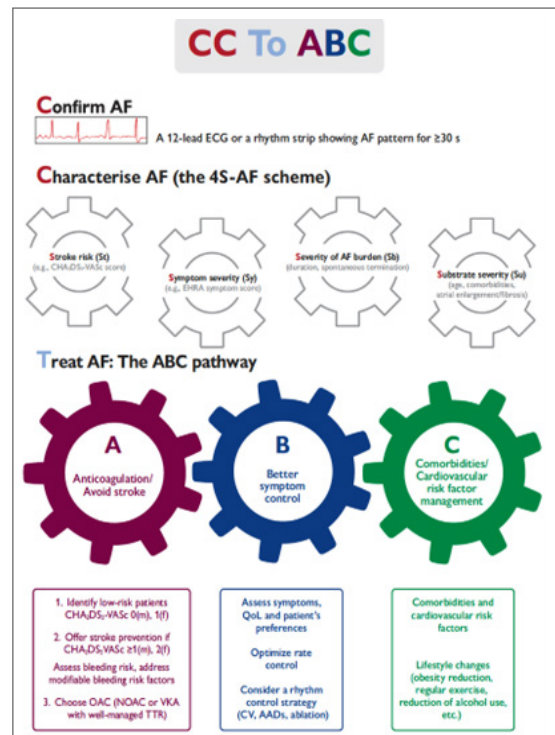 CC To ABC
Confirm AF
A 12-lead ECG or a rhythm strip showing AF pattern for ≥30 s
Characterise AF (the 4S-AF scheme)
Stroke risk (St)
(e.g., CHA₂DS₂-VASc score)
Symptom severity (Sy)
(e.g., EHRA symptom score)
Severity of AF burden (Sb)
(duration, spontaneous termination)
Substrate severity (Su)
(age, comorbidities,
atrial enlargement/fibrosis)
Treat AF: The ABC pathway
A
Anticoagulation/
Avoid stroke
B
Better
symptom
control
C
Comorbidities/
Cardiovascular
risk factor
management
1. Identify low-risk patients
CHA₂DS₂-VASc 0(m), 1(f)
2. Offer stroke prevention if
CHA₂DS₂VASc ≥1(m), 2(f)
Assess bleeding risk, address
modifiable bleeding risk factors
3. Choose OAC (NOAC or VKA
with well-managed TTR)
Assess symptoms,
QoL and patient's
preferences
Optimize rate
control
Consider a rhythm
control strategy
(CV, AADs, ablation)
Comorbidities and
cardiovascular risk
factors
Lifestyle changes
(obesity reduction,
regular exercise,
reduction of alcohol use,
etc.)